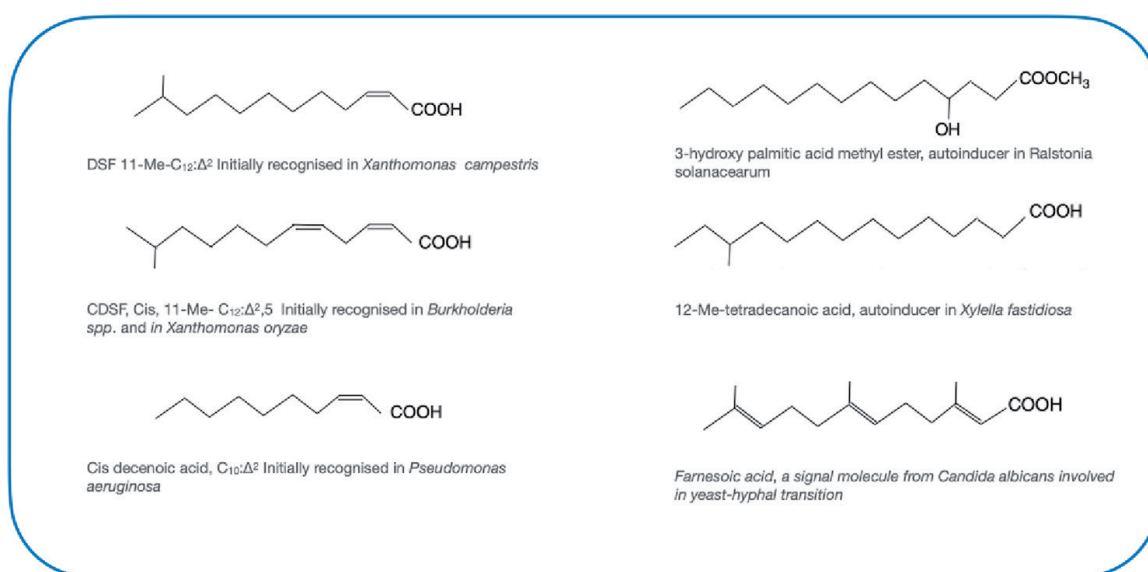 COOH
DSF 11-Me-C₁₂:Δ² Initially recognised in Xanthomonas campestris
COOH
CDSF, Cis, 11-Me- C₁₂:Δ²,5 Initially recognised in Burkholderia
spp. and in Xanthomonas oryzae
COOH
Cis decenoic acid, C₁₀:Δ² Initially recognised in Pseudomonas
aeruginosa
COOCH₃
OH
3-hydroxy palmitic acid methyl ester, autoinducer in Ralstonia
solanacearum
COOH
12-Me-tetradecanoic acid, autoinducer in Xylella fastidiosa
COOH
Farnesoic acid, a signal molecule from Candida albicans involved
in yeast-hyphal transition